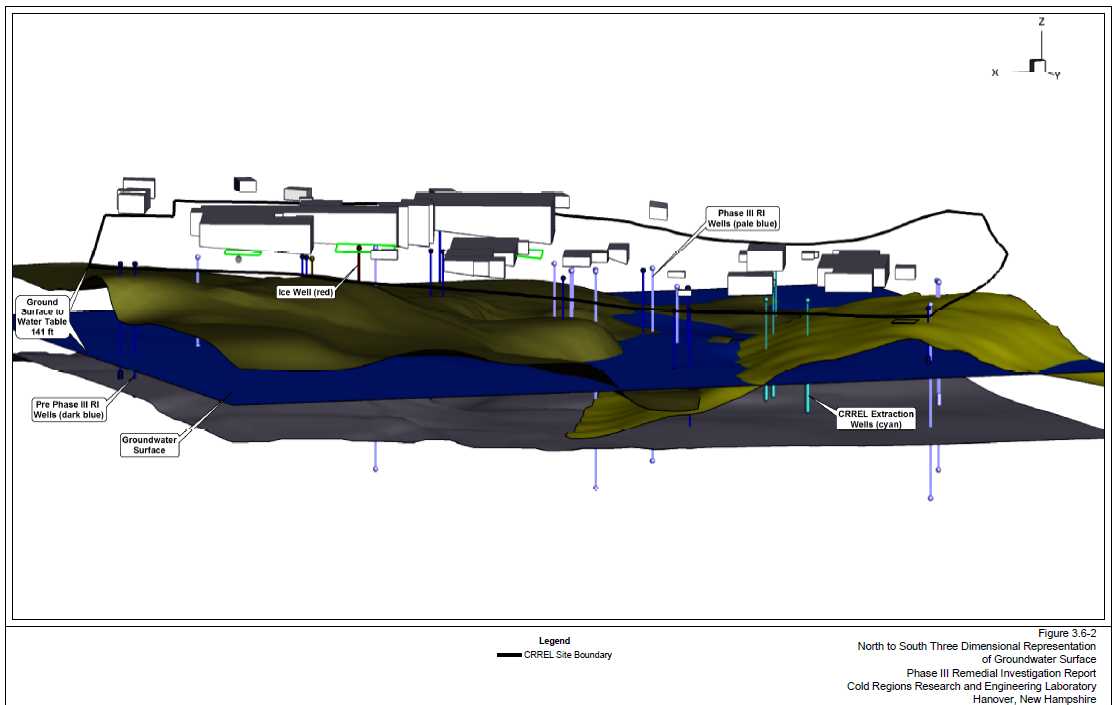 Z
X
Y
Phase III RI
Wells (pale blue)
Ice Well (red)
Ground
Surface to
Water Table
141 ft
Pre Phase III RI
Wells (dark blue)
Groundwater
Surface
CRREL Extraction
Wells (cyan)
Legend
CRREL Site Boundary
Figure 3.6-2
North to South Three Dimensional Representation
of Groundwater Surface
Phase III Remedial Investigation Report
Cold Regions Research and Engineering Laboratory
Hanover, New Hampshire